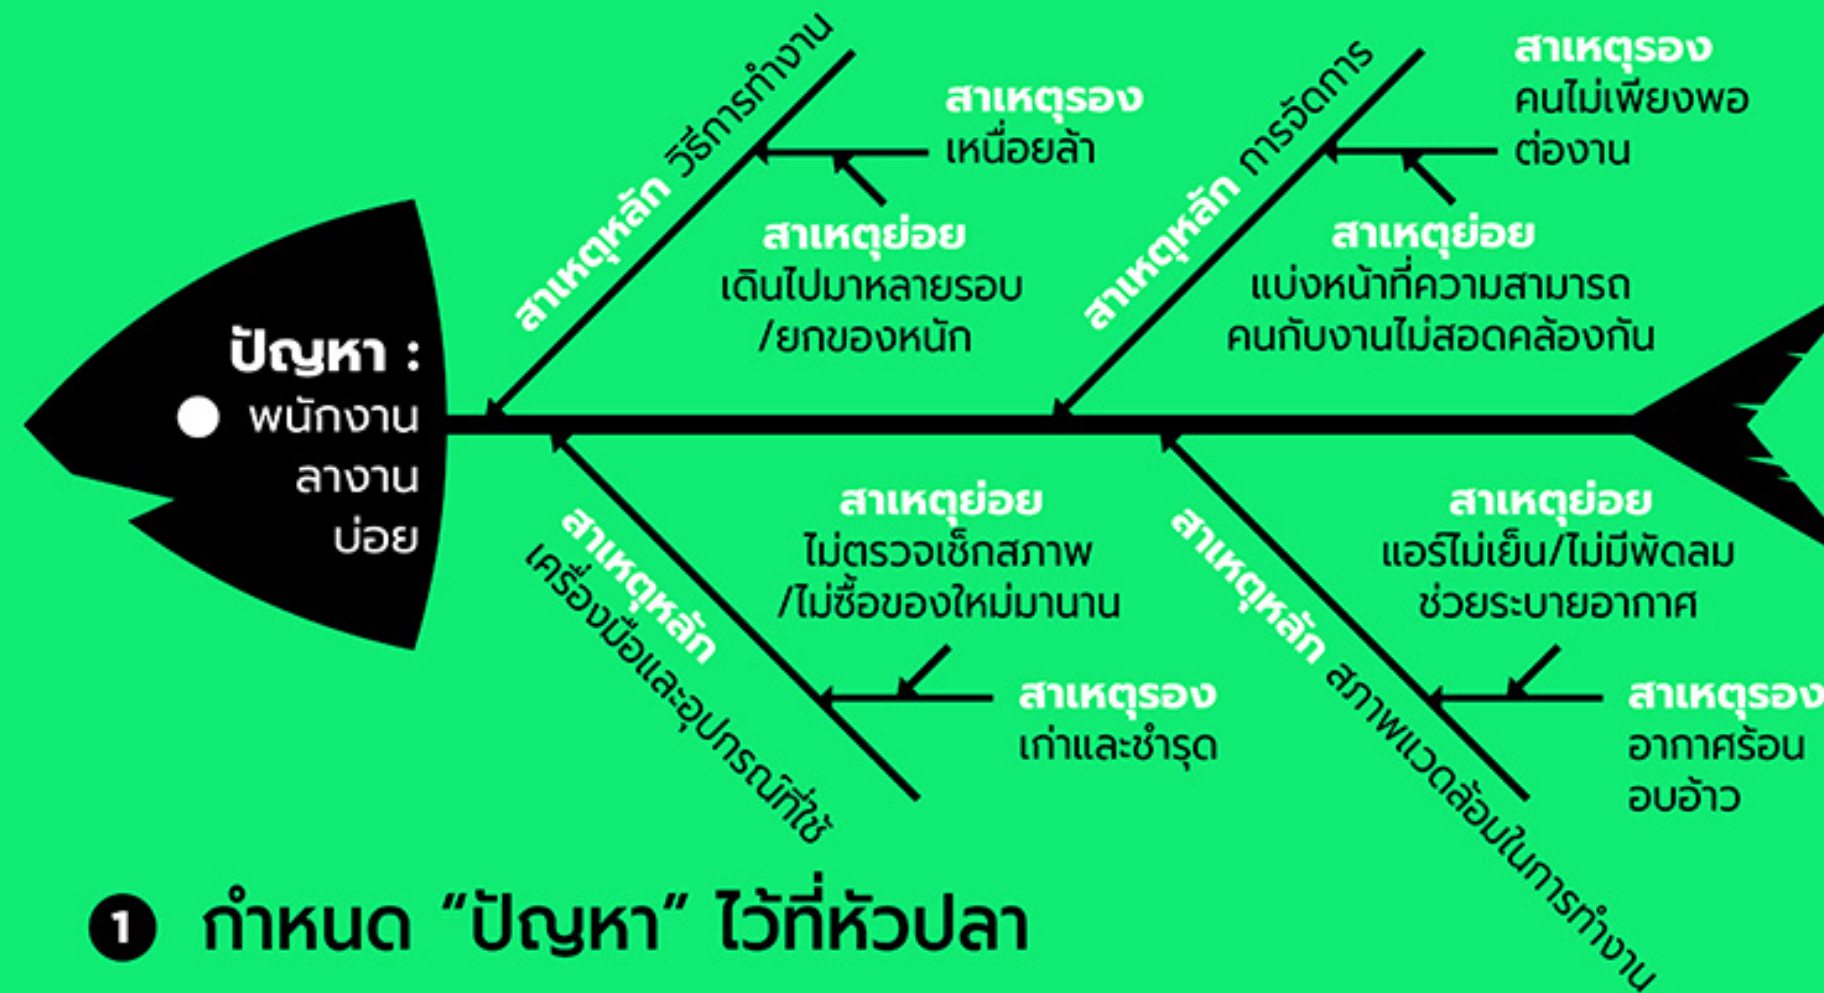 ปัญหา :
พนักงาน
ลางาน
บ่อย
สาเหตุหลัก วิธีการทำงาน
สาเหตุรอง
เหนื่อยล้า
สาเหตุย่อย
เดินไปมาหลายรอบ
/ยกของหนัก
สาเหตุหลัก การจัดการ
สาเหตุรอง
คนไม่เพียงพอ
ต่องาน
สาเหตุย่อย
แบ่งหน้าที่ความสามารถ
คนกับงานไม่สอดคล้องกัน
สาเหตุหลัก
เครื่องมือและอุปกรณ์ที่ใช้
สาเหตุย่อย
ไม่ตรวจเช็กสภาพ
/ไม่ซื้อของใหม่มานาน
สาเหตุรอง
เก่าและชำรุด
สาเหตุหลัก สภาพแวดล้อมในการทำงาน
สาเหตุย่อย
แอร์ไม่เย็น/ไม่มีพัดลม
ช่วยระบายอากาศ
สาเหตุรอง
อากาศร้อน
อบอ้าว
1 กำหนด “ปัญหา” ไว้ที่หัวปลา